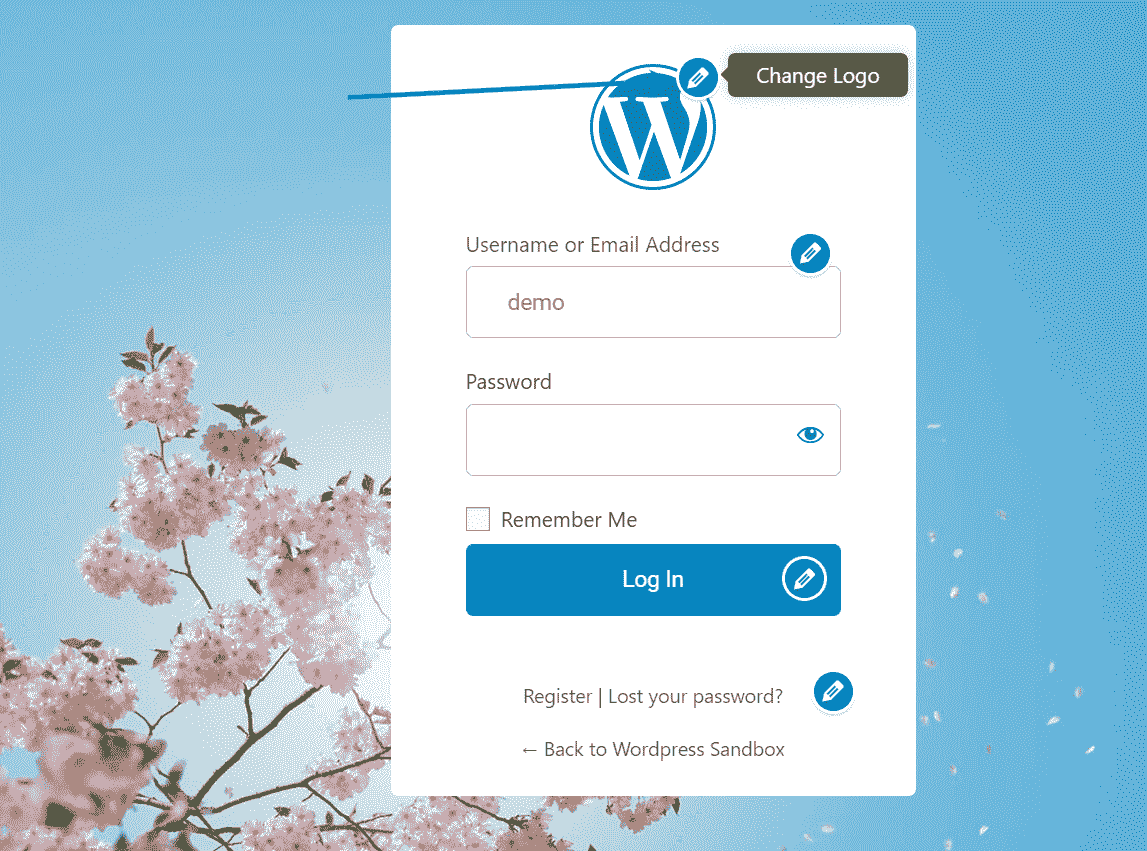 Change Logo
Username or Email Address
demo
Password
Remember Me
Log In
Register | Lost your password?
← Back to Wordpress Sandbox